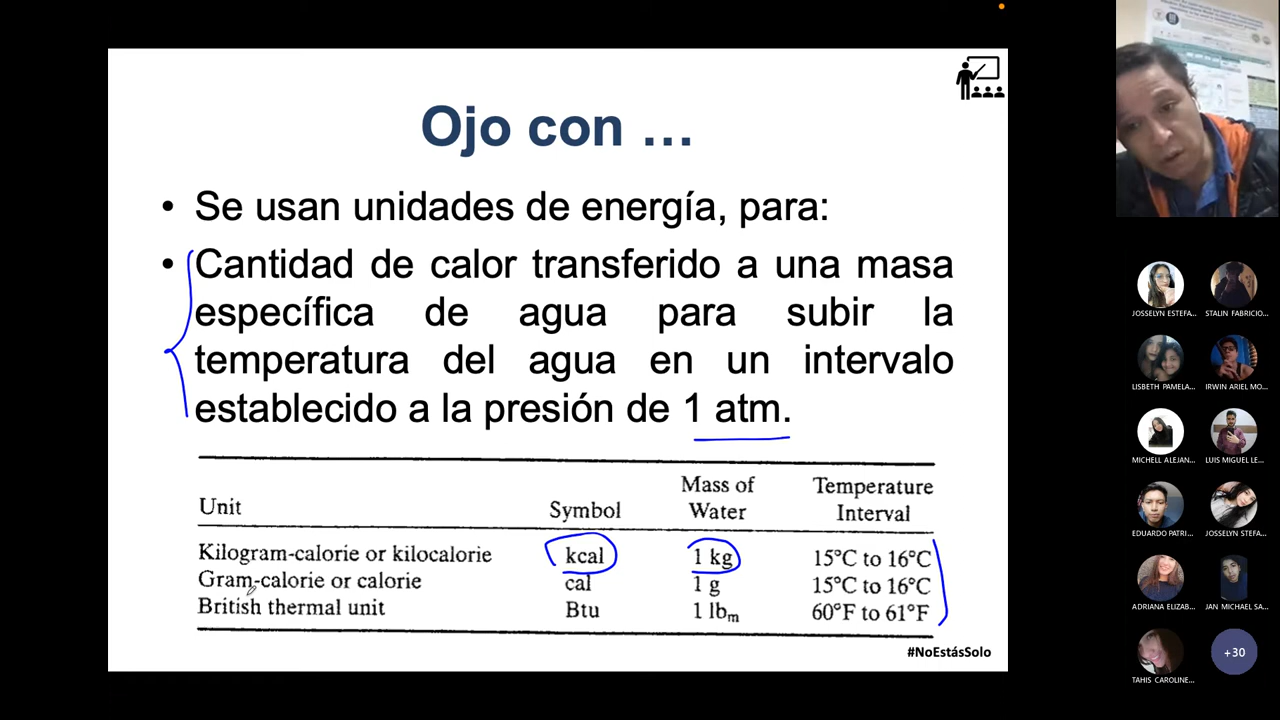 Ojo con …
• Se usan unidades de energía, para:
• Cantidad de calor transferido a una masa
específica de agua para subir la
temperatura del agua en un intervalo
establecido a la presión de 1 atm.
Unit Symbol Mass of Water Temperature Interval
Kilogram-calorie or kilocalorie kcal 1 kg 15°C to 16°C
Gram-calorie or calorie cal 1 g 15°C to 16°C
British thermal unit Btu 1 lbm 60°F to 61°F
#NoEstásSolo
JOSSELYN ESTEFA...
STALIN FABRICIO...
LISBETH PAMELA...
IRWIN ARIEL MO...
MICHELL ALEJAN...
LUIS MIGUEL LE...
EDUARDO PATRI...
JOSSELYN STEFA...
ADRIANA ELIZAB...
JAN MICHAEL SA...
TAHIS CAROLINE...
+30